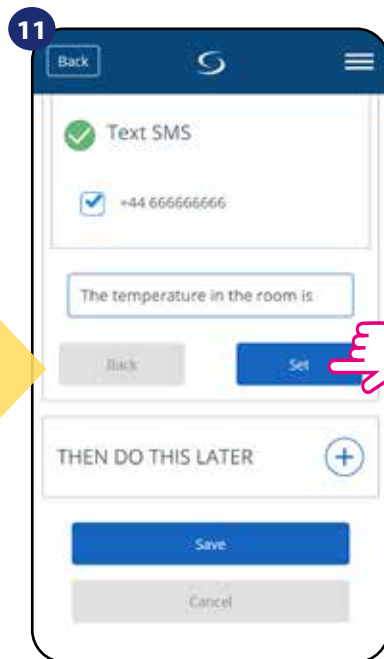 11
Back
Text SMS
+44 666666666
The temperature in the room is
Back Set
THEN DO THIS LATER
Save
Cancel